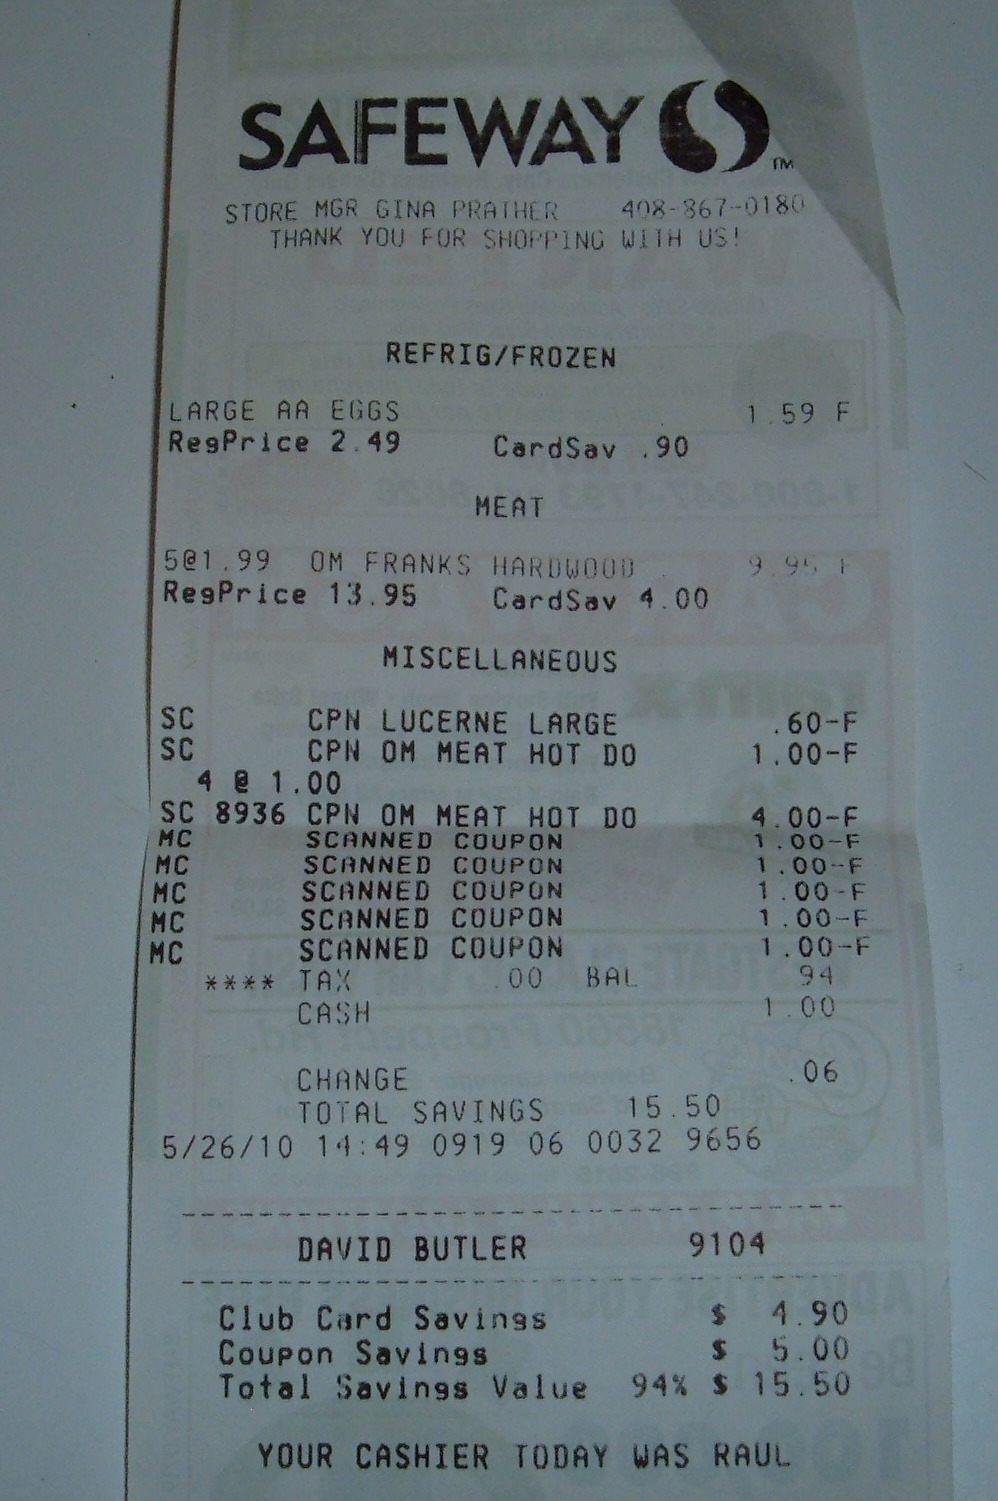 SAFEWAY TM
STORE MGR GINA PRATHER 408-867-0180
THANK YOU FOR SHOPPING WITH US!
REFRIG/FROZEN
LARGE AA EGGS 1.59 F
RegPrice 2.49 CardSav .90
MEAT
5@1.99 OM FRANKS HARDWOOD 9.95 F
RegPrice 13.95 CardSav 4.00
MISCELLANEOUS
SC CPN LUCERNE LARGE .60-F
SC CPN OM MEAT HOT DO 1.00-F
4 @ 1.00
SC 8936 CPN OM MEAT HOT DO 4.00-F
MC SCANNED COUPON 1.00-F
MC SCANNED COUPON 1.00-F
MC SCANNED COUPON 1.00-F
MC SCANNED COUPON 1.00-F
MC SCANNED COUPON 1.00-F
**** TAX .00 BAL 94
CASH 1.00
CHANGE .06
TOTAL SAVINGS 15.50
5/26/10 14:49 0919 06 0032 9656
DAVID BUTLER 9104
Club Card Savings $ 4.90
Coupon Savings $ 5.00
Total Savings Value 94% $ 15.50
YOUR CASHIER TODAY WAS RAUL